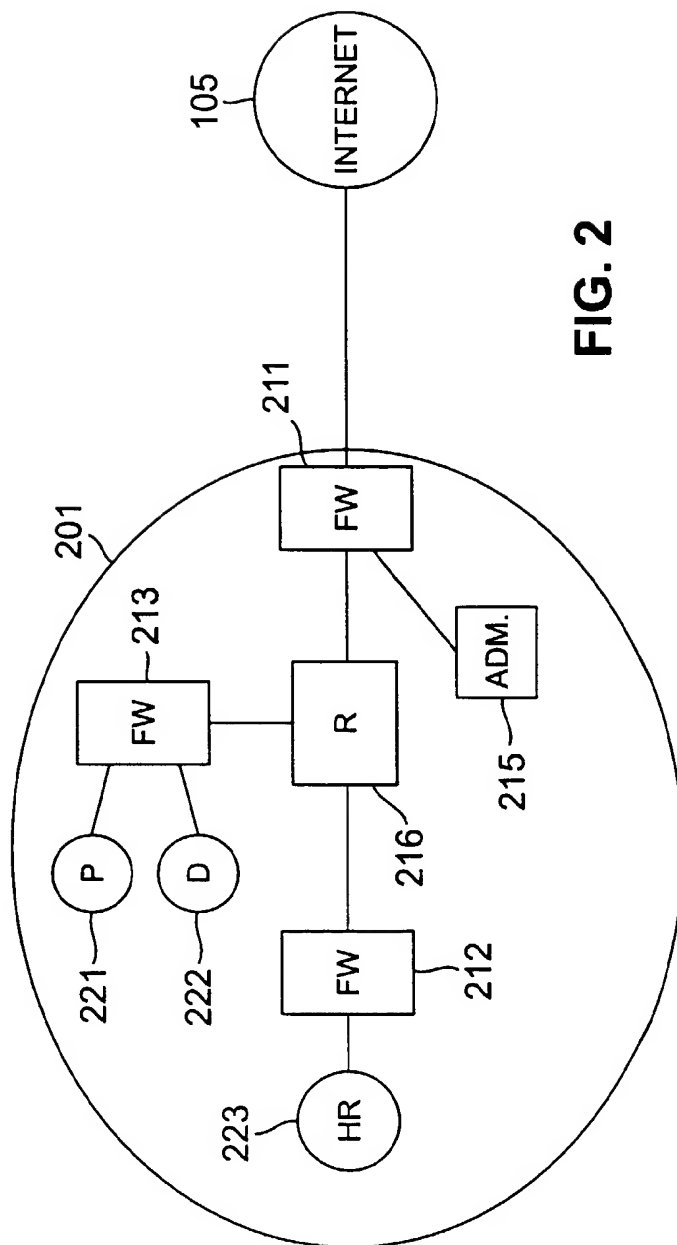 201
213
FW
P
221
D
222
211
FW
R
216
ADM.
215
FW
212
HR
223
105
INTERNET
FIG. 2